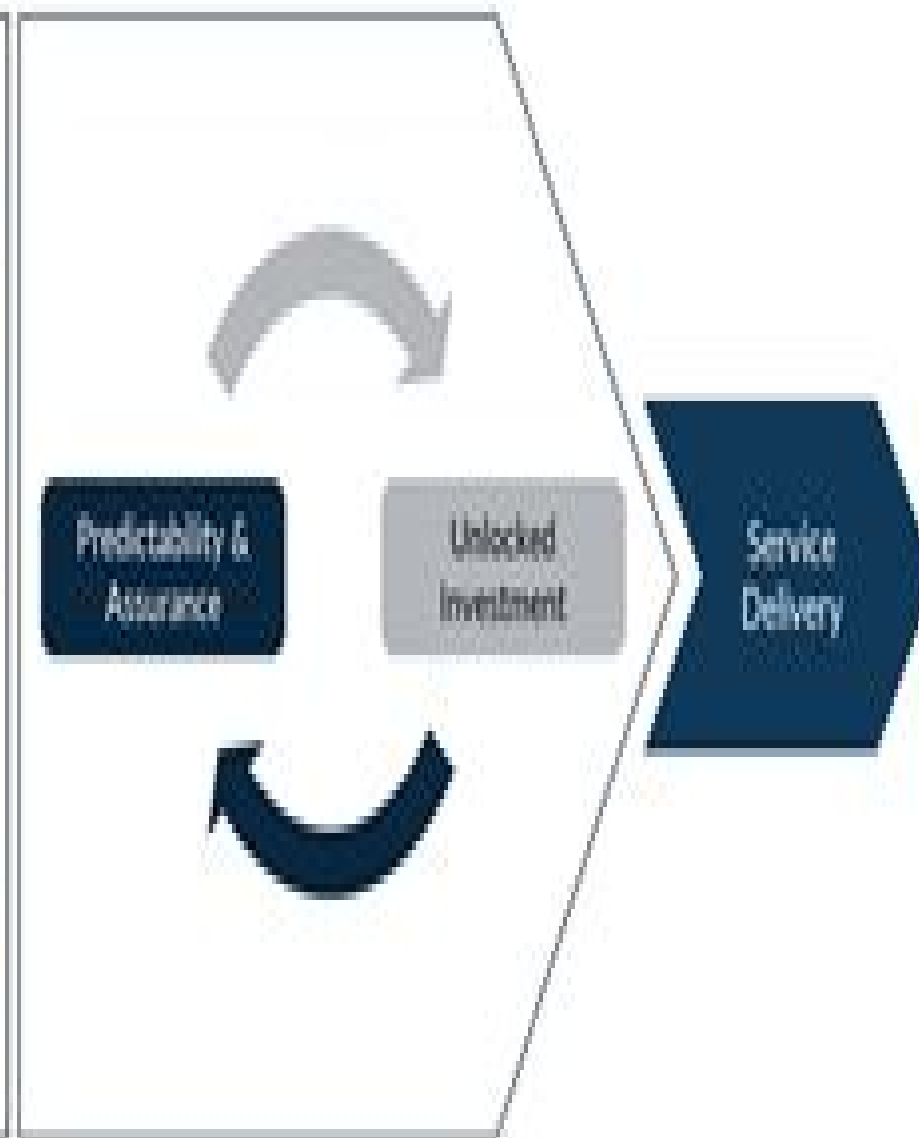 Predictability &
Assurance
Unlocked
Investment
Service
Delivery